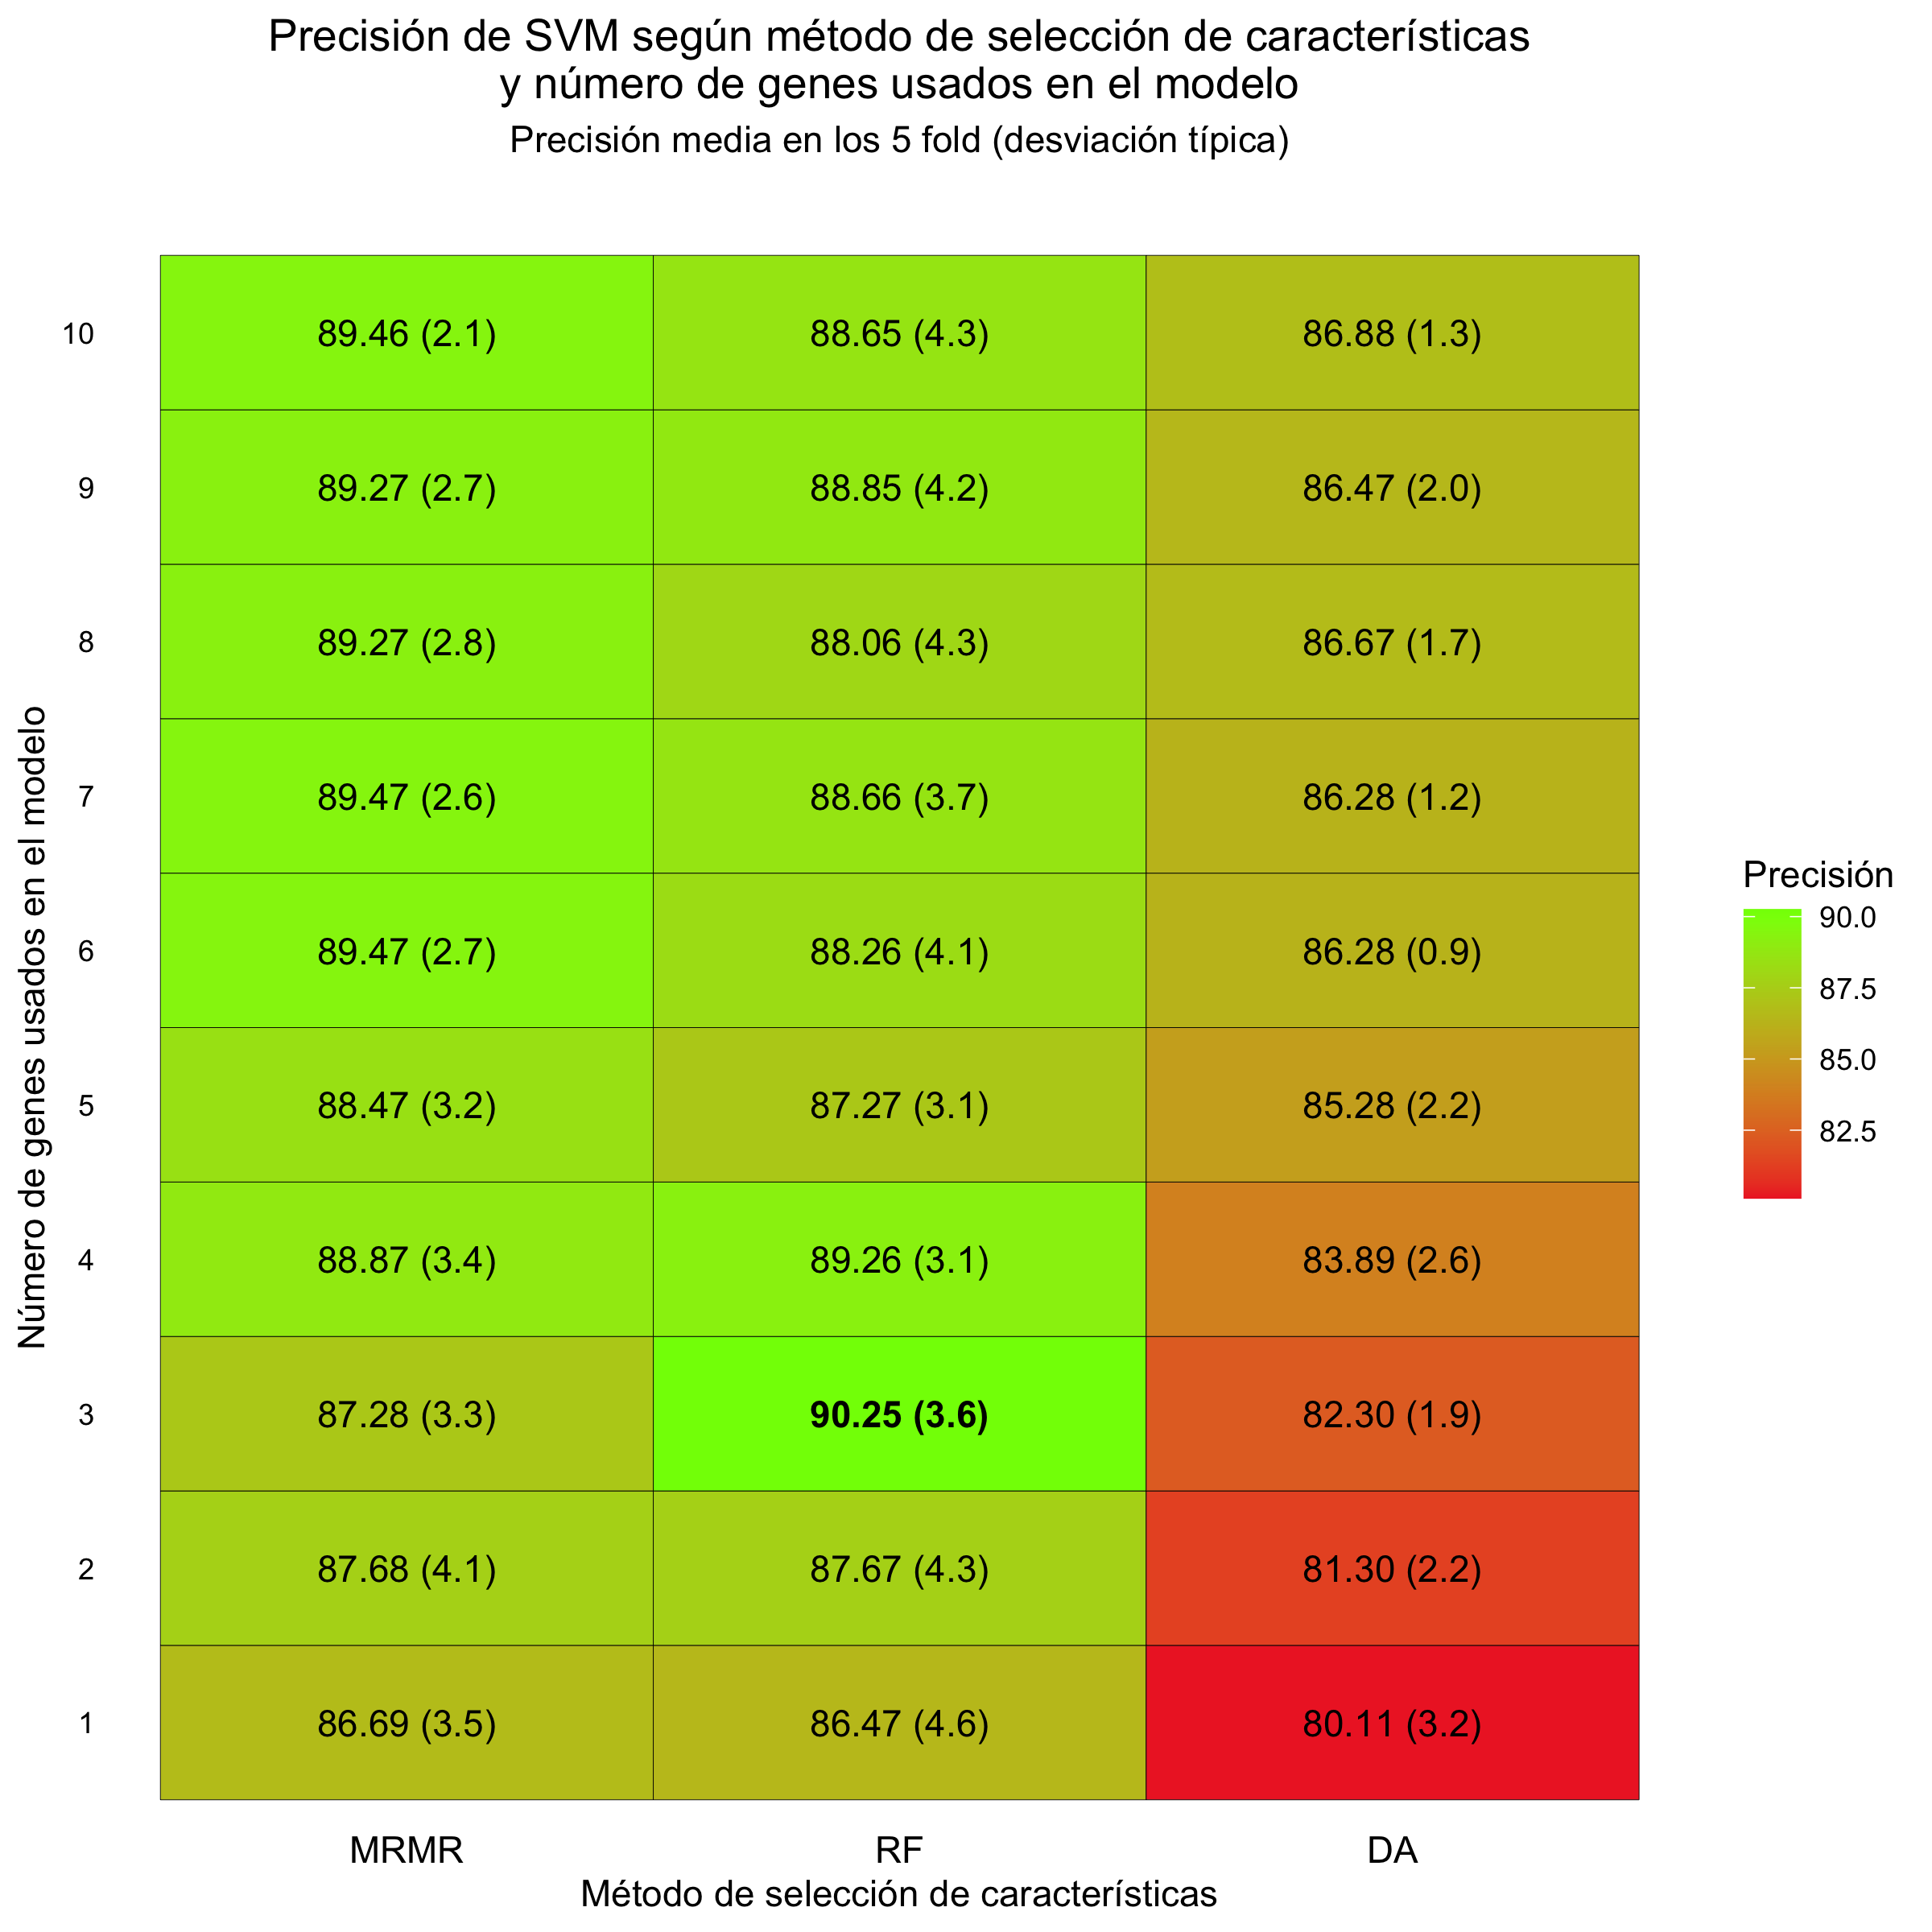 Precisión de SVM según método de selección de características
y número de genes usados en el modelo
Precisión media en los 5 fold (desviación típica)
Número de genes usados en el modelo
10 89.46 (2.1) 88.65 (4.3) 86.88 (1.3)
9 89.27 (2.7) 88.85 (4.2) 86.47 (2.0)
8 89.27 (2.8) 88.06 (4.3) 86.67 (1.7)
7 89.47 (2.6) 88.66 (3.7) 86.28 (1.2)
6 89.47 (2.7) 88.26 (4.1) 86.28 (0.9)
5 88.47 (3.2) 87.27 (3.1) 85.28 (2.2)
4 88.87 (3.4) 89.26 (3.1) 83.89 (2.6)
3 87.28 (3.3) 90.25 (3.6) 82.30 (1.9)
2 87.68 (4.1) 87.67 (4.3) 81.30 (2.2)
1 86.69 (3.5) 86.47 (4.6) 80.11 (3.2)
MRMR RF DA
Método de selección de características
Precisión
90.0
87.5
85.0
82.5